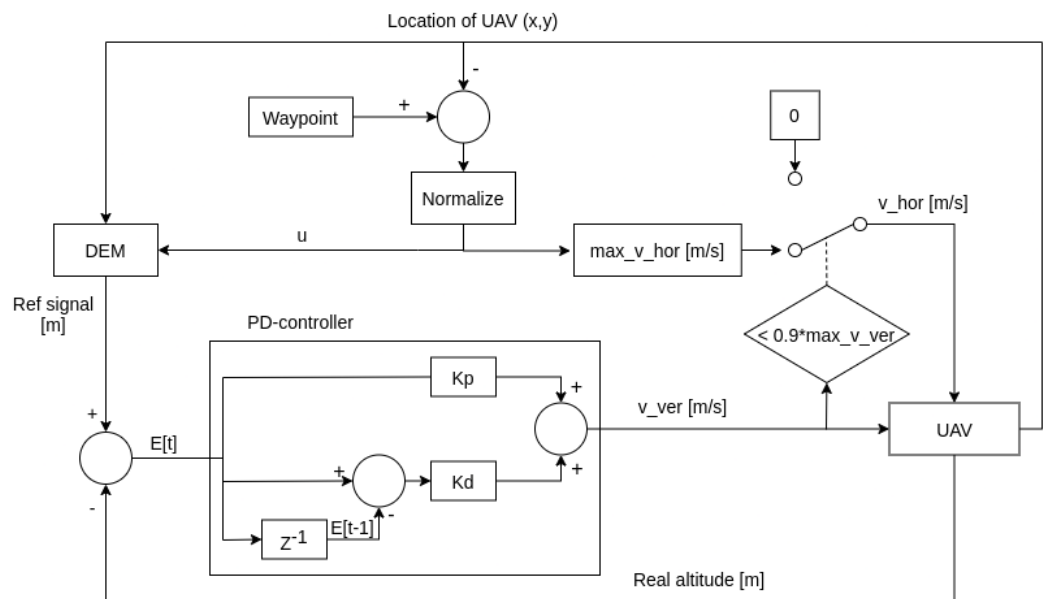 Location of UAV (x,y)
-
Waypoint
+
0
Normalize
v_hor [m/s]
DEM
u
max_v_hor [m/s]
Ref signal
[m]
PD-controller
< 0.9*max_v_ver
Kp
+
+
v_ver [m/s]
UAV
E[t]
+
Kd
+
-
-
Z-1
E[t-1]
Real altitude [m]